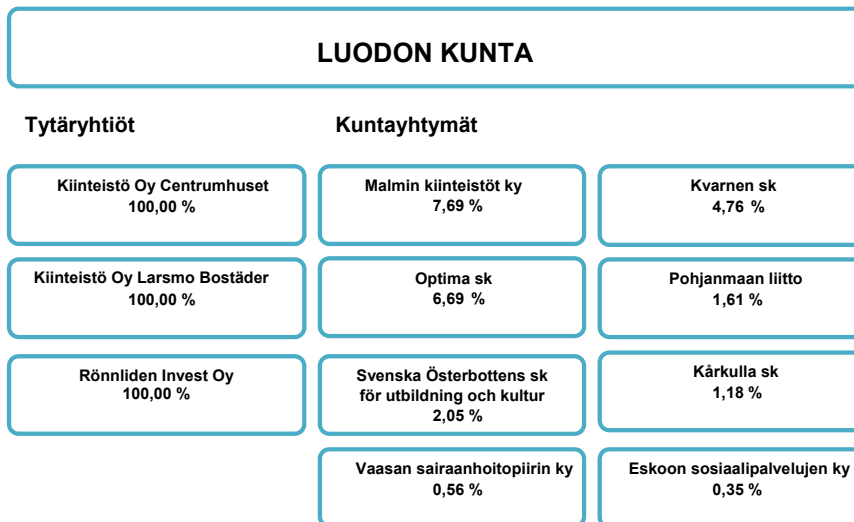 LUODON KUNTA
Tytäryhtiöt
Kuntayhtymät
Kiinteistö Oy Centrumhuset
100,00 %
Malmin kiinteistöt ky
7,69 %
Kvarnen sk
4,76 %
Kiinteistö Oy Larsmo Bostäder
100,00 %
Optima sk
6,69 %
Pohjanmaan liitto
1,61 %
Rönnliden Invest Oy
100,00 %
Svenska Österbottens sk
för utbildning och kultur
2,05 %
Kårkulla sk
1,18 %
Vaasan sairaanhoitopiirin ky
0,56 %
Eskoon sosiaalipalvelujen ky
0,35 %